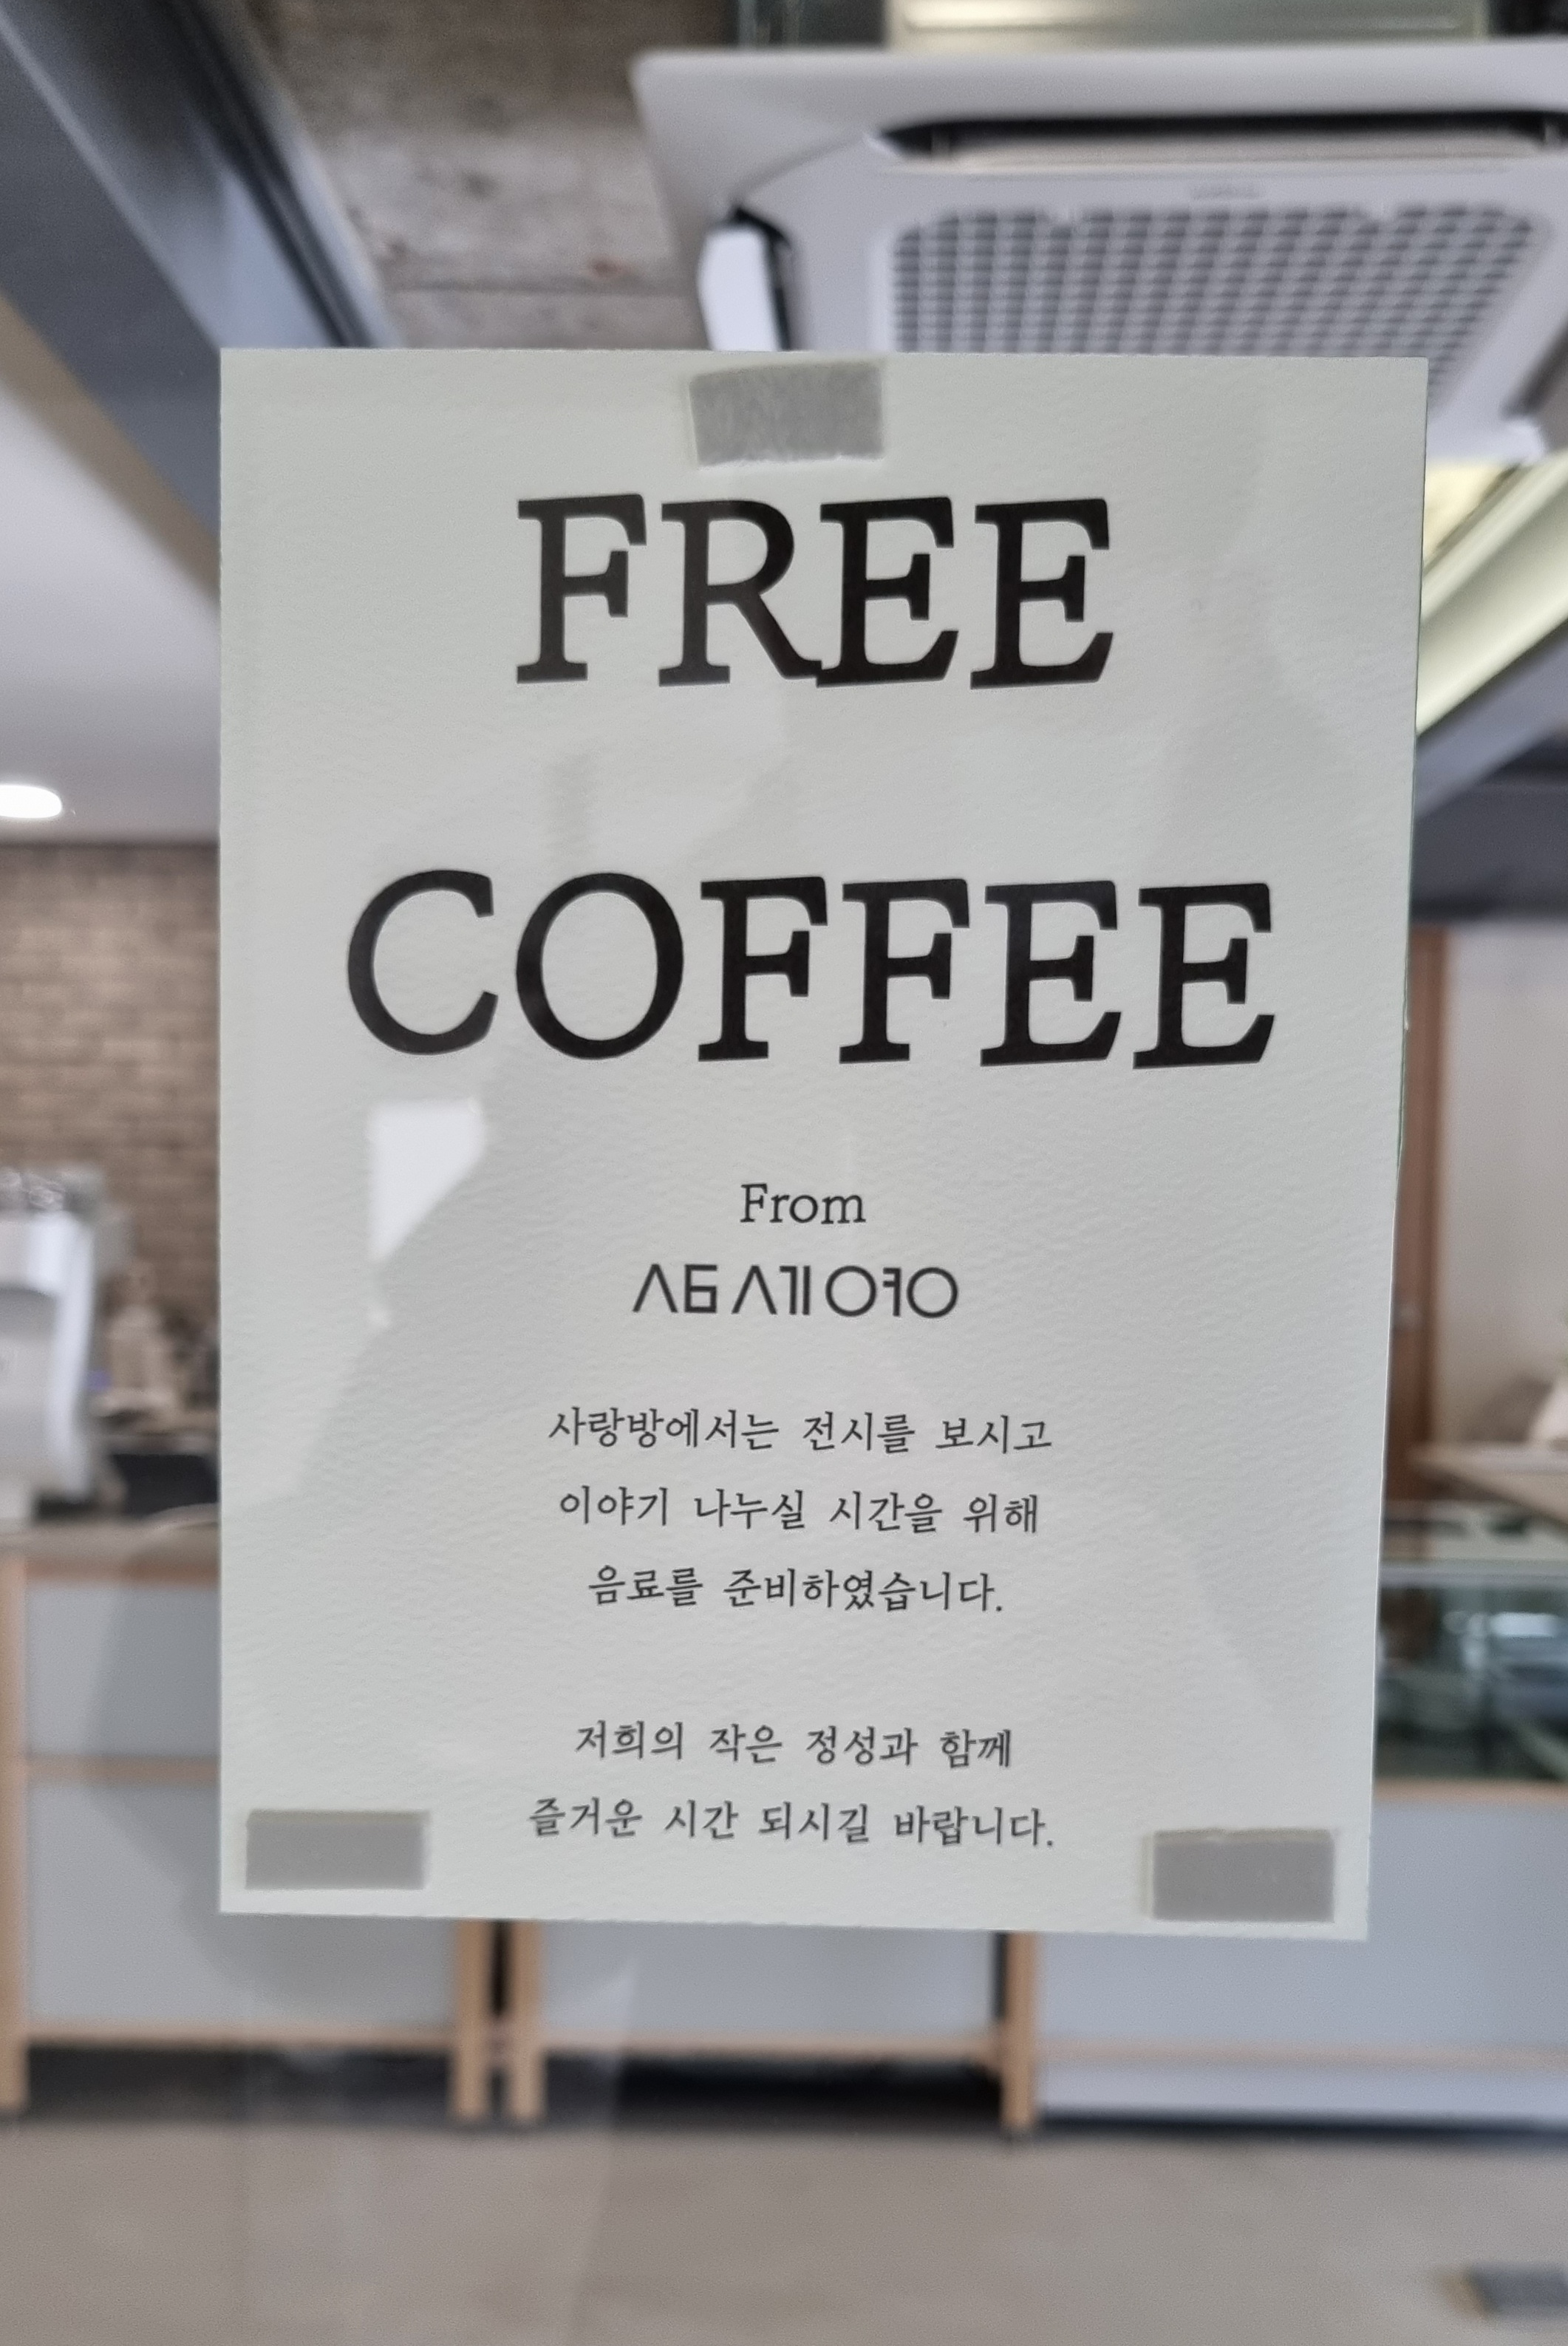 FREE
COFFEE
From
사랑방에서는 전시를 보시고
이야기 나누실 시간을 위해
음료를 준비하였습니다.
저희의 작은 정성과 함께
즐거운 시간 되시길 바랍니다.